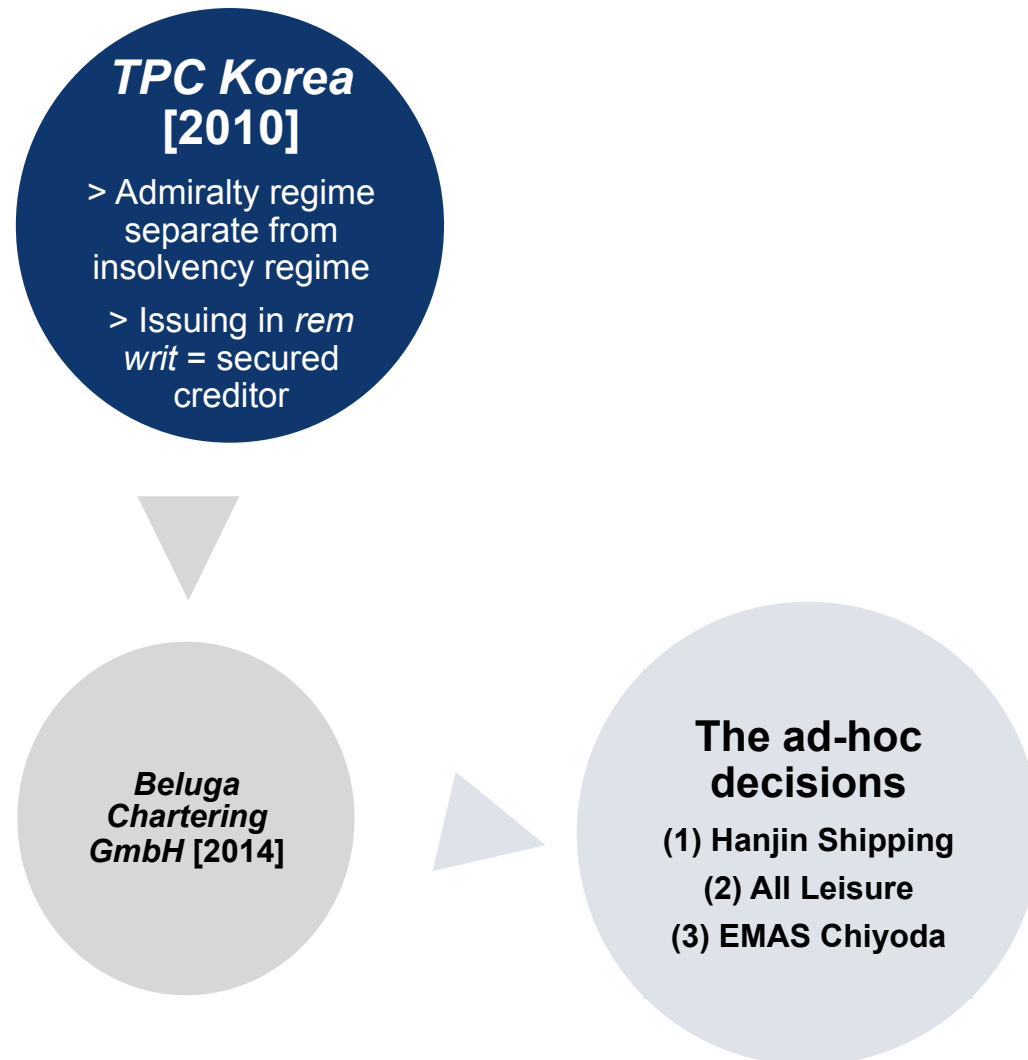 TPC Korea
[2010]
> Admiralty regime
separate from
insolvency regime
> Issuing in rem
writ = secured
creditor
Beluga
Chartering
GmbH [2014]
The ad-hoc
decisions
(1) Hanjin Shipping
(2) All Leisure
(3) EMAS Chiyoda